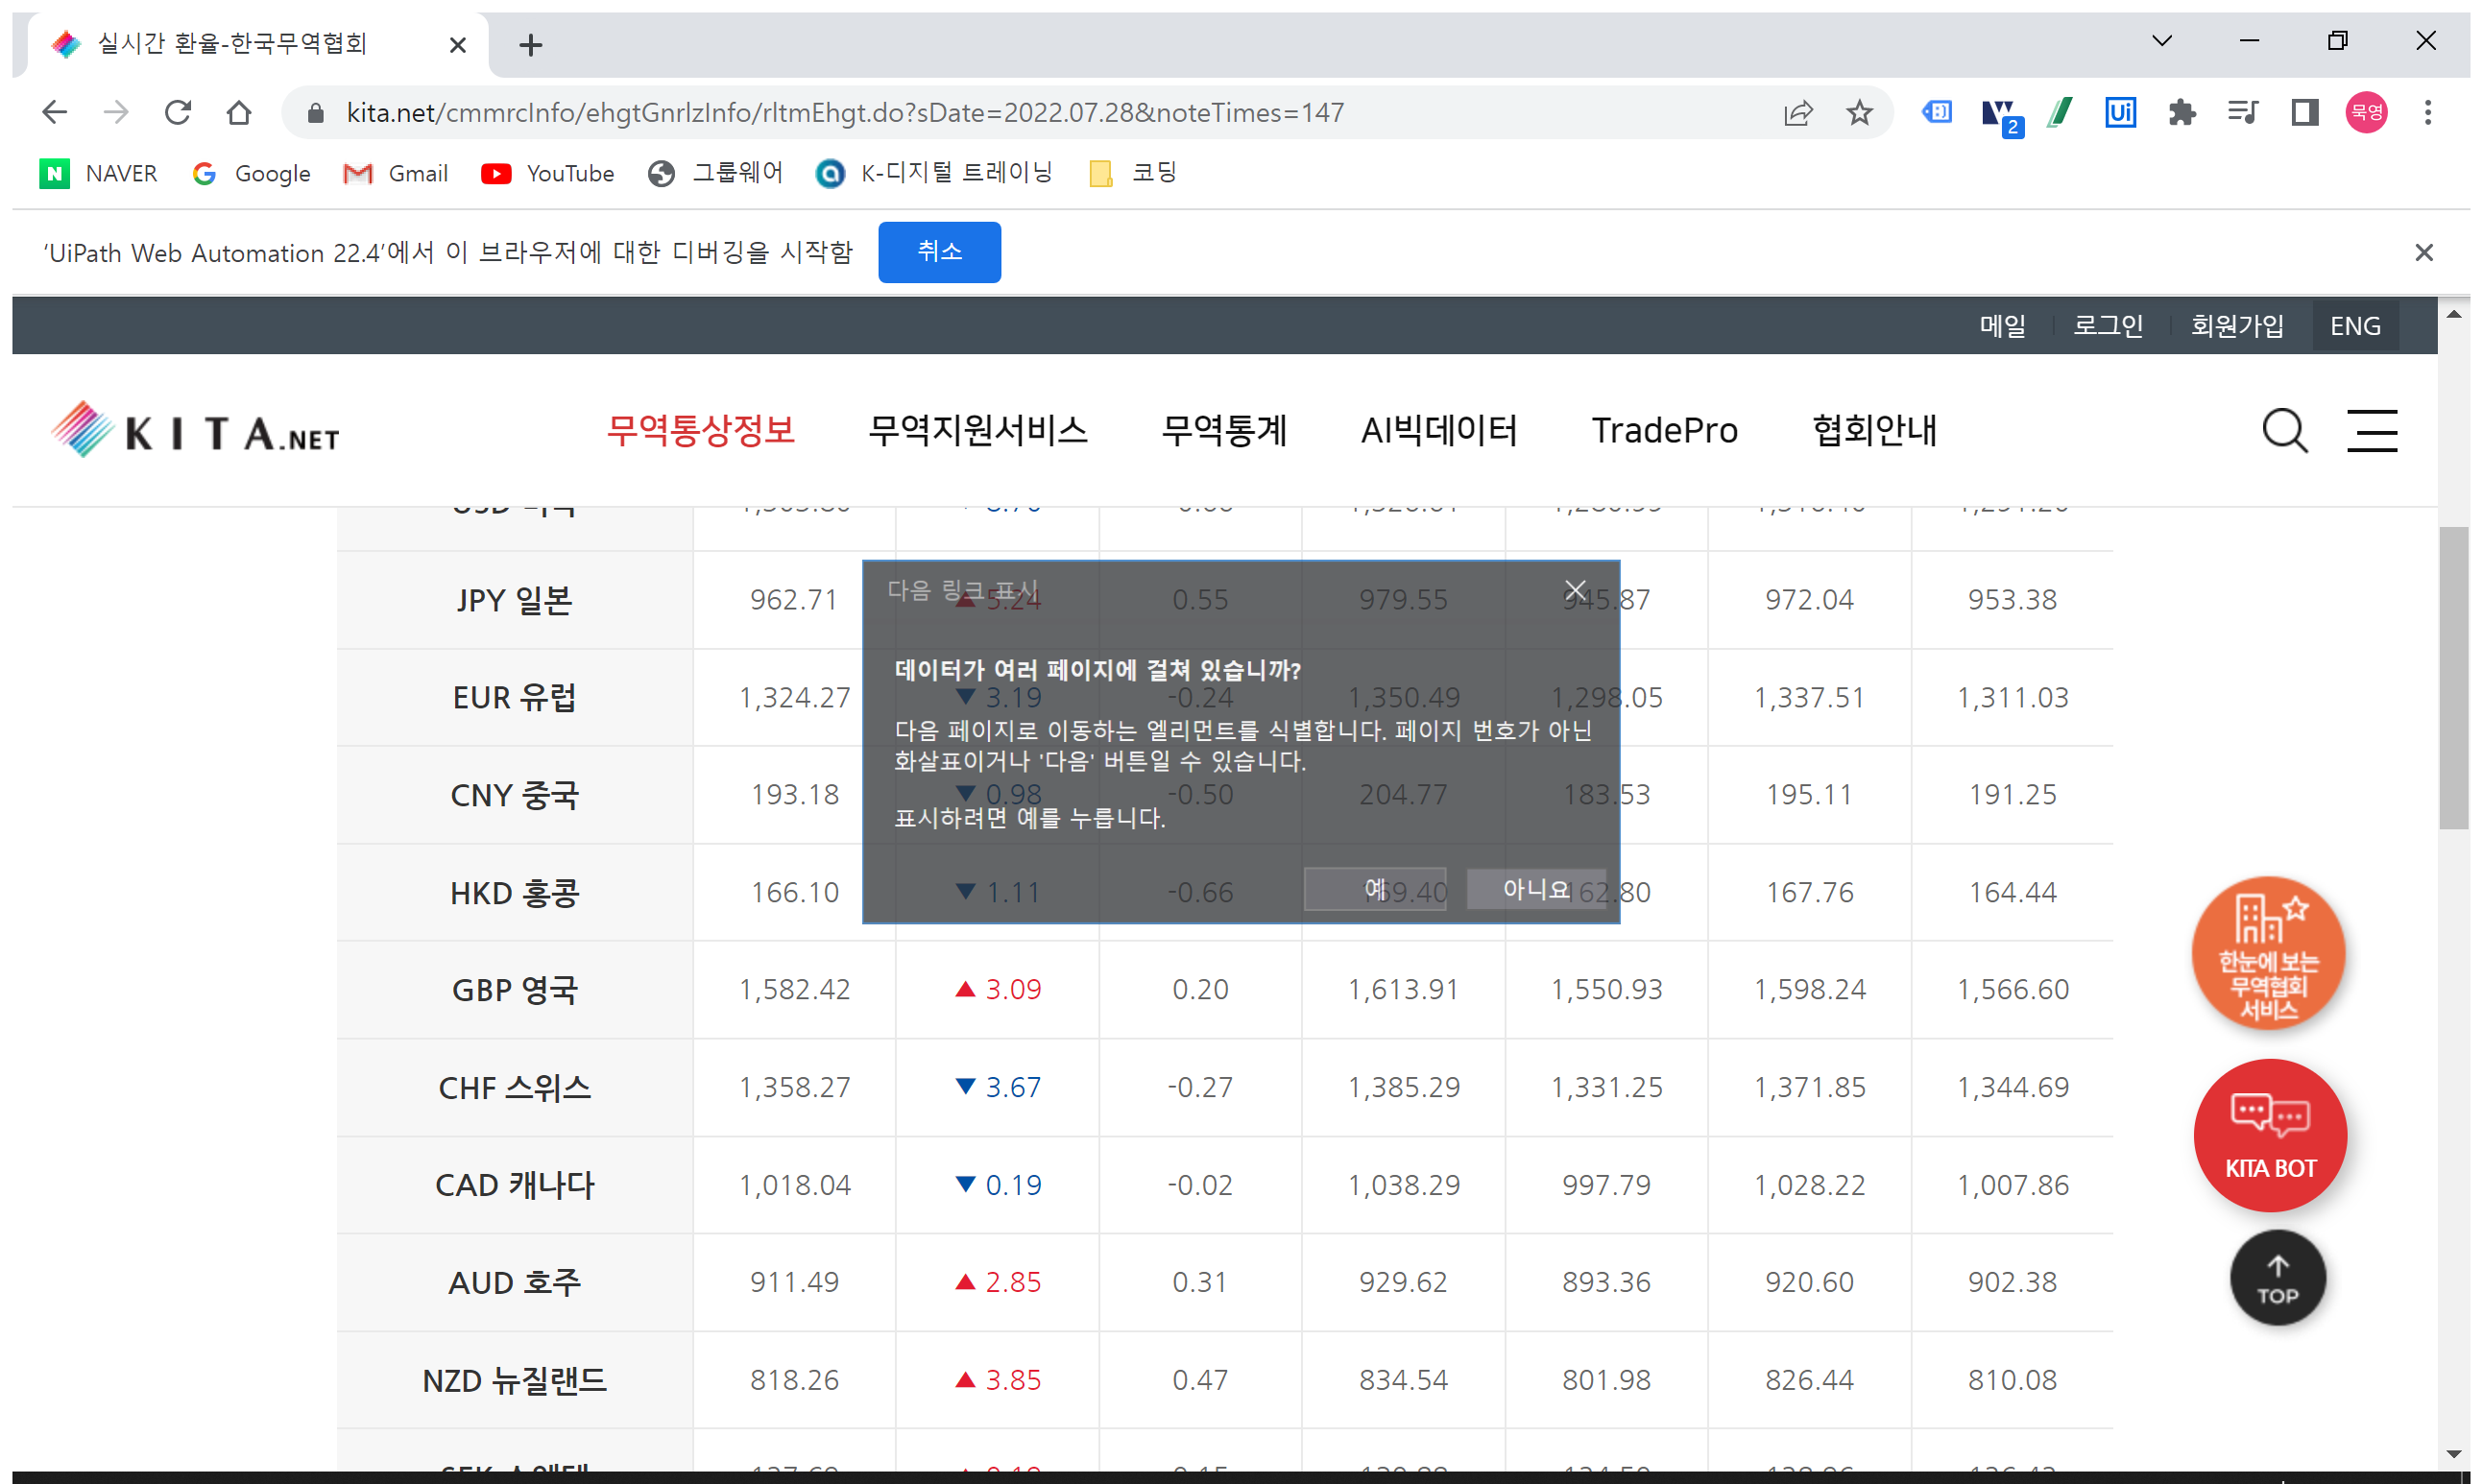 실시간 환율-한국무역협회
kita.net/cmmrcInfo/ehgtGnrlzInfo/rltmEhgt.do?sDate=2022.07.28&noteTimes=147
2
Ui
묵영
NAVER Google Gmail YouTube 그룹웨어 K-디지털 트레이닝 코딩
'UiPath Web Automation 22.4'에서 이 브라우저에 대한 디버깅을 시작함 취소
메일 로그인 회원가입 ENG
KITA.NET 무역통상정보 무역지원서비스 무역통계 AI빅데이터 TradePro 협회안내
JPY 일본 962.71 ▲ 5.24 0.55 979.55 945.87 972.04 953.38
EUR 유럽 1,324.27 ▼ 3.19 -0.24 1,350.49 1,298.05 1,337.51 1,311.03
CNY 중국 193.18 ▼ 0.98 -0.50 204.77 183.53 195.11 191.25
HKD 홍콩 166.10 ▼ 1.11 -0.66 169.40 162.80 167.76 164.44
GBP 영국 1,582.42 ▲ 3.09 0.20 1,613.91 1,550.93 1,598.24 1,566.60
CHF 스위스 1,358.27 ▼ 3.67 -0.27 1,385.29 1,331.25 1,371.85 1,344.69
CAD 캐나다 1,018.04 ▼ 0.19 -0.02 1,038.29 997.79 1,028.22 1,007.86
AUD 호주 911.49 ▲ 2.85 0.31 929.62 893.36 920.60 902.38
NZD 뉴질랜드 818.26 ▲ 3.85 0.47 834.54 801.98 826.44 810.08
다음 링크 표시
데이터가 여러 페이지에 걸쳐 있습니까?
다음 페이지로 이동하는 엘리먼트를 식별합니다. 페이지 번호가 아닌
화살표이거나 '다음' 버튼일 수 있습니다.
표시하려면 예를 누릅니다.
예 아니요
한눈에 보는
무역협회
서비스
KITA BOT
TOP